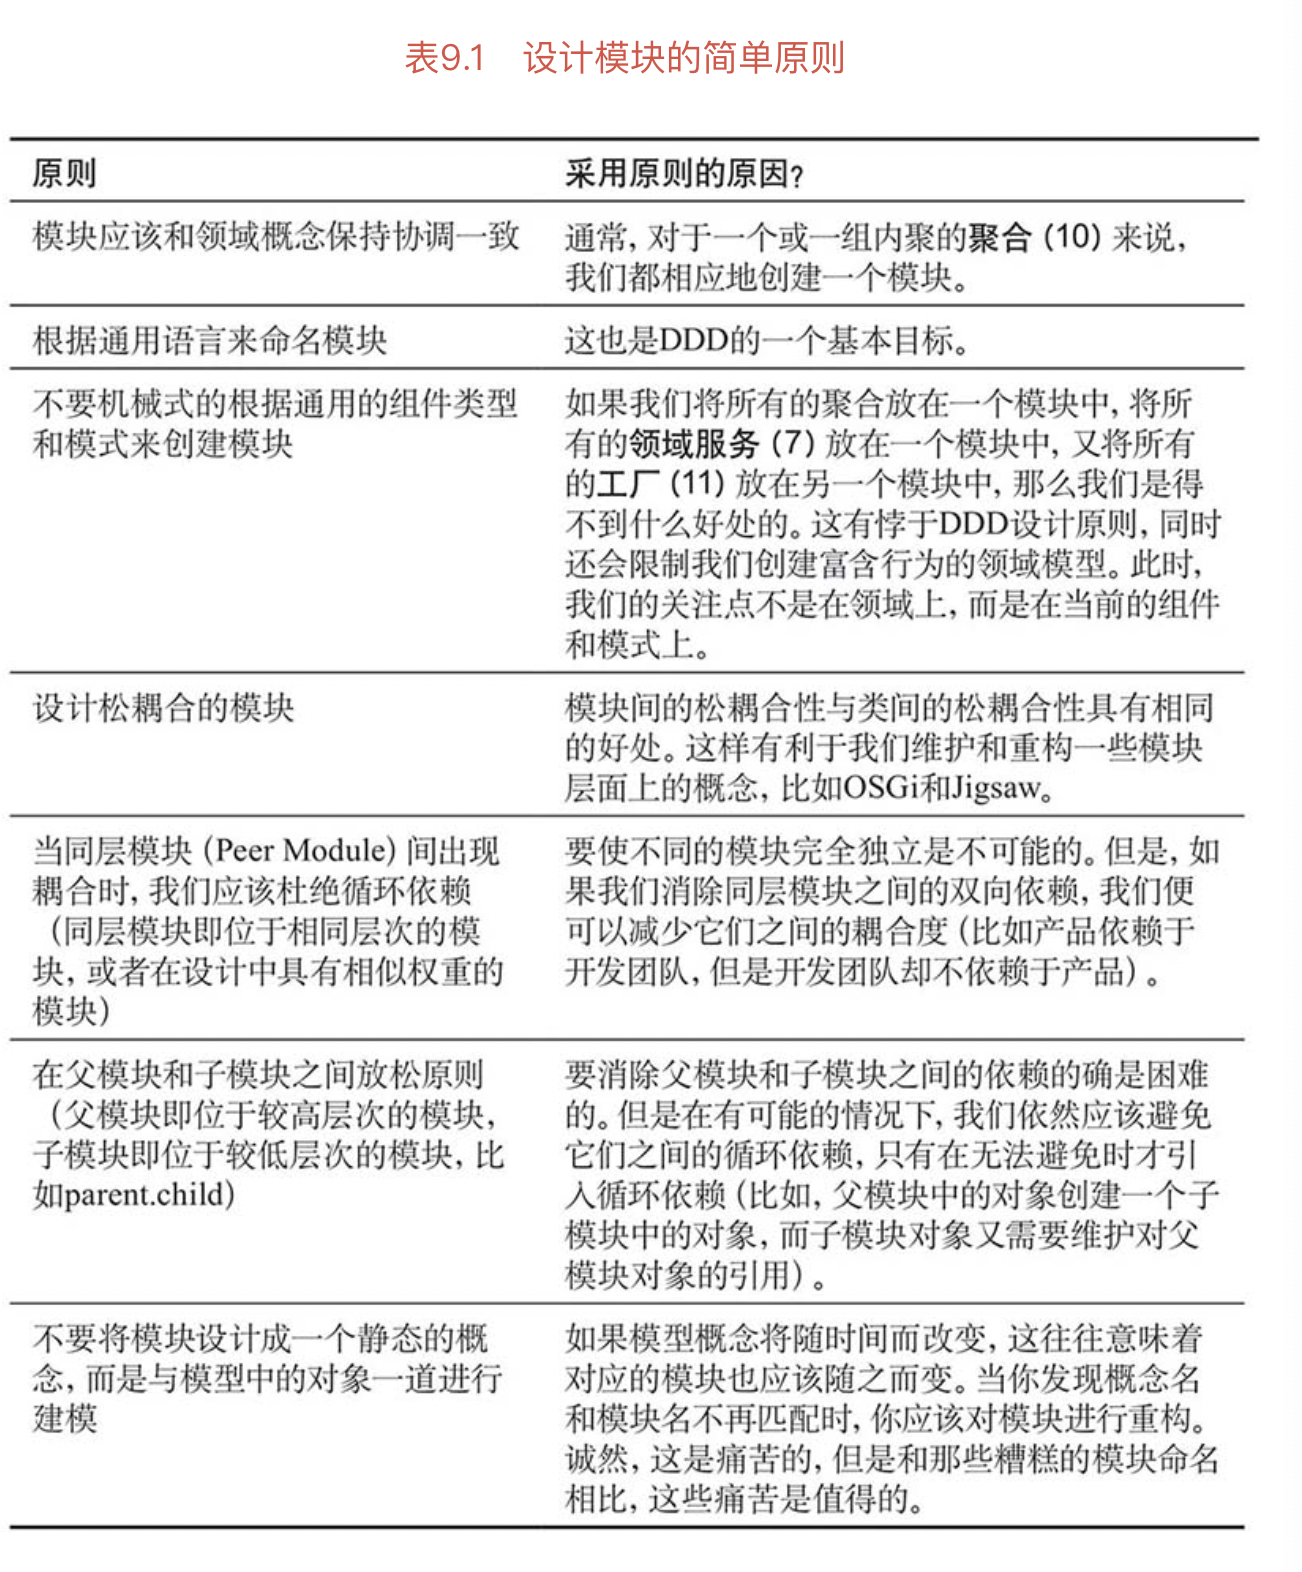 表9.1 设计模块的简单原则
原则
采用原则的原因?
模块应该和领域概念保持协调一致
通常, 对于一个或一组内聚的聚合 (10) 来说,
我们都相应地创建一个模块。
根据通用语言来命名模块
这也是DDD的一个基本目标。
不要机械式的根据通用的组件类型
和模式来创建模块
如果我们将所有的聚合放在一个模块中, 将所
有的领域服务 (7) 放在一个模块中, 又将所有
的工厂 (11) 放在另一个模块中, 那么我们是得
不到什么好处的。这有悖于DDD设计原则, 同时
还会限制我们创建富含行为的领域模型。此时,
我们的关注点不是在领域上, 而是在当前的组件
和模式上。
设计松耦合的模块
模块间的松耦合性与类间的松耦合性具有相同
的好处。这样有利于我们维护和重构一些模块
层面上的概念, 比如OSGi和Jigsaw。
当同层模块 (Peer Module) 间出现
耦合时, 我们应该杜绝循环依赖
(同层模块即位于相同层次的模
块, 或者在设计中具有相似权重的
模块)
要使不同的模块完全独立是不可能的。但是, 如
果我们消除同层模块之间的双向依赖, 我们便
可以减少它们之间的耦合度 (比如产品依赖于
开发团队, 但是开发团队却不依赖于产品) 。
在父模块和子模块之间放松原则
(父模块即位于较高层次的模块,
子模块即位于较低层次的模块, 比
如parent.child)
要消除父模块和子模块之间的依赖的确是困难
的。但是在有可能的情况下, 我们依然应该避免
它们之间的循环依赖, 只有在无法避免时才引
入循环依赖 (比如, 父模块中的对象创建一个子
模块中的对象, 而子模块对象又需要维护对父
模块对象的引用) 。
不要将模块设计成一个静态的概
念, 而是与模型中的对象一道进行
建模
如果模型概念将随时间而改变, 这往往意味着
对应的模块也应该随之而变。当你发现概念名
和模块名不再匹配时, 你应该对模块进行重构。
诚然, 这是痛苦的, 但是和那些糟糕的模块命名
相比, 这些痛苦是值得的。